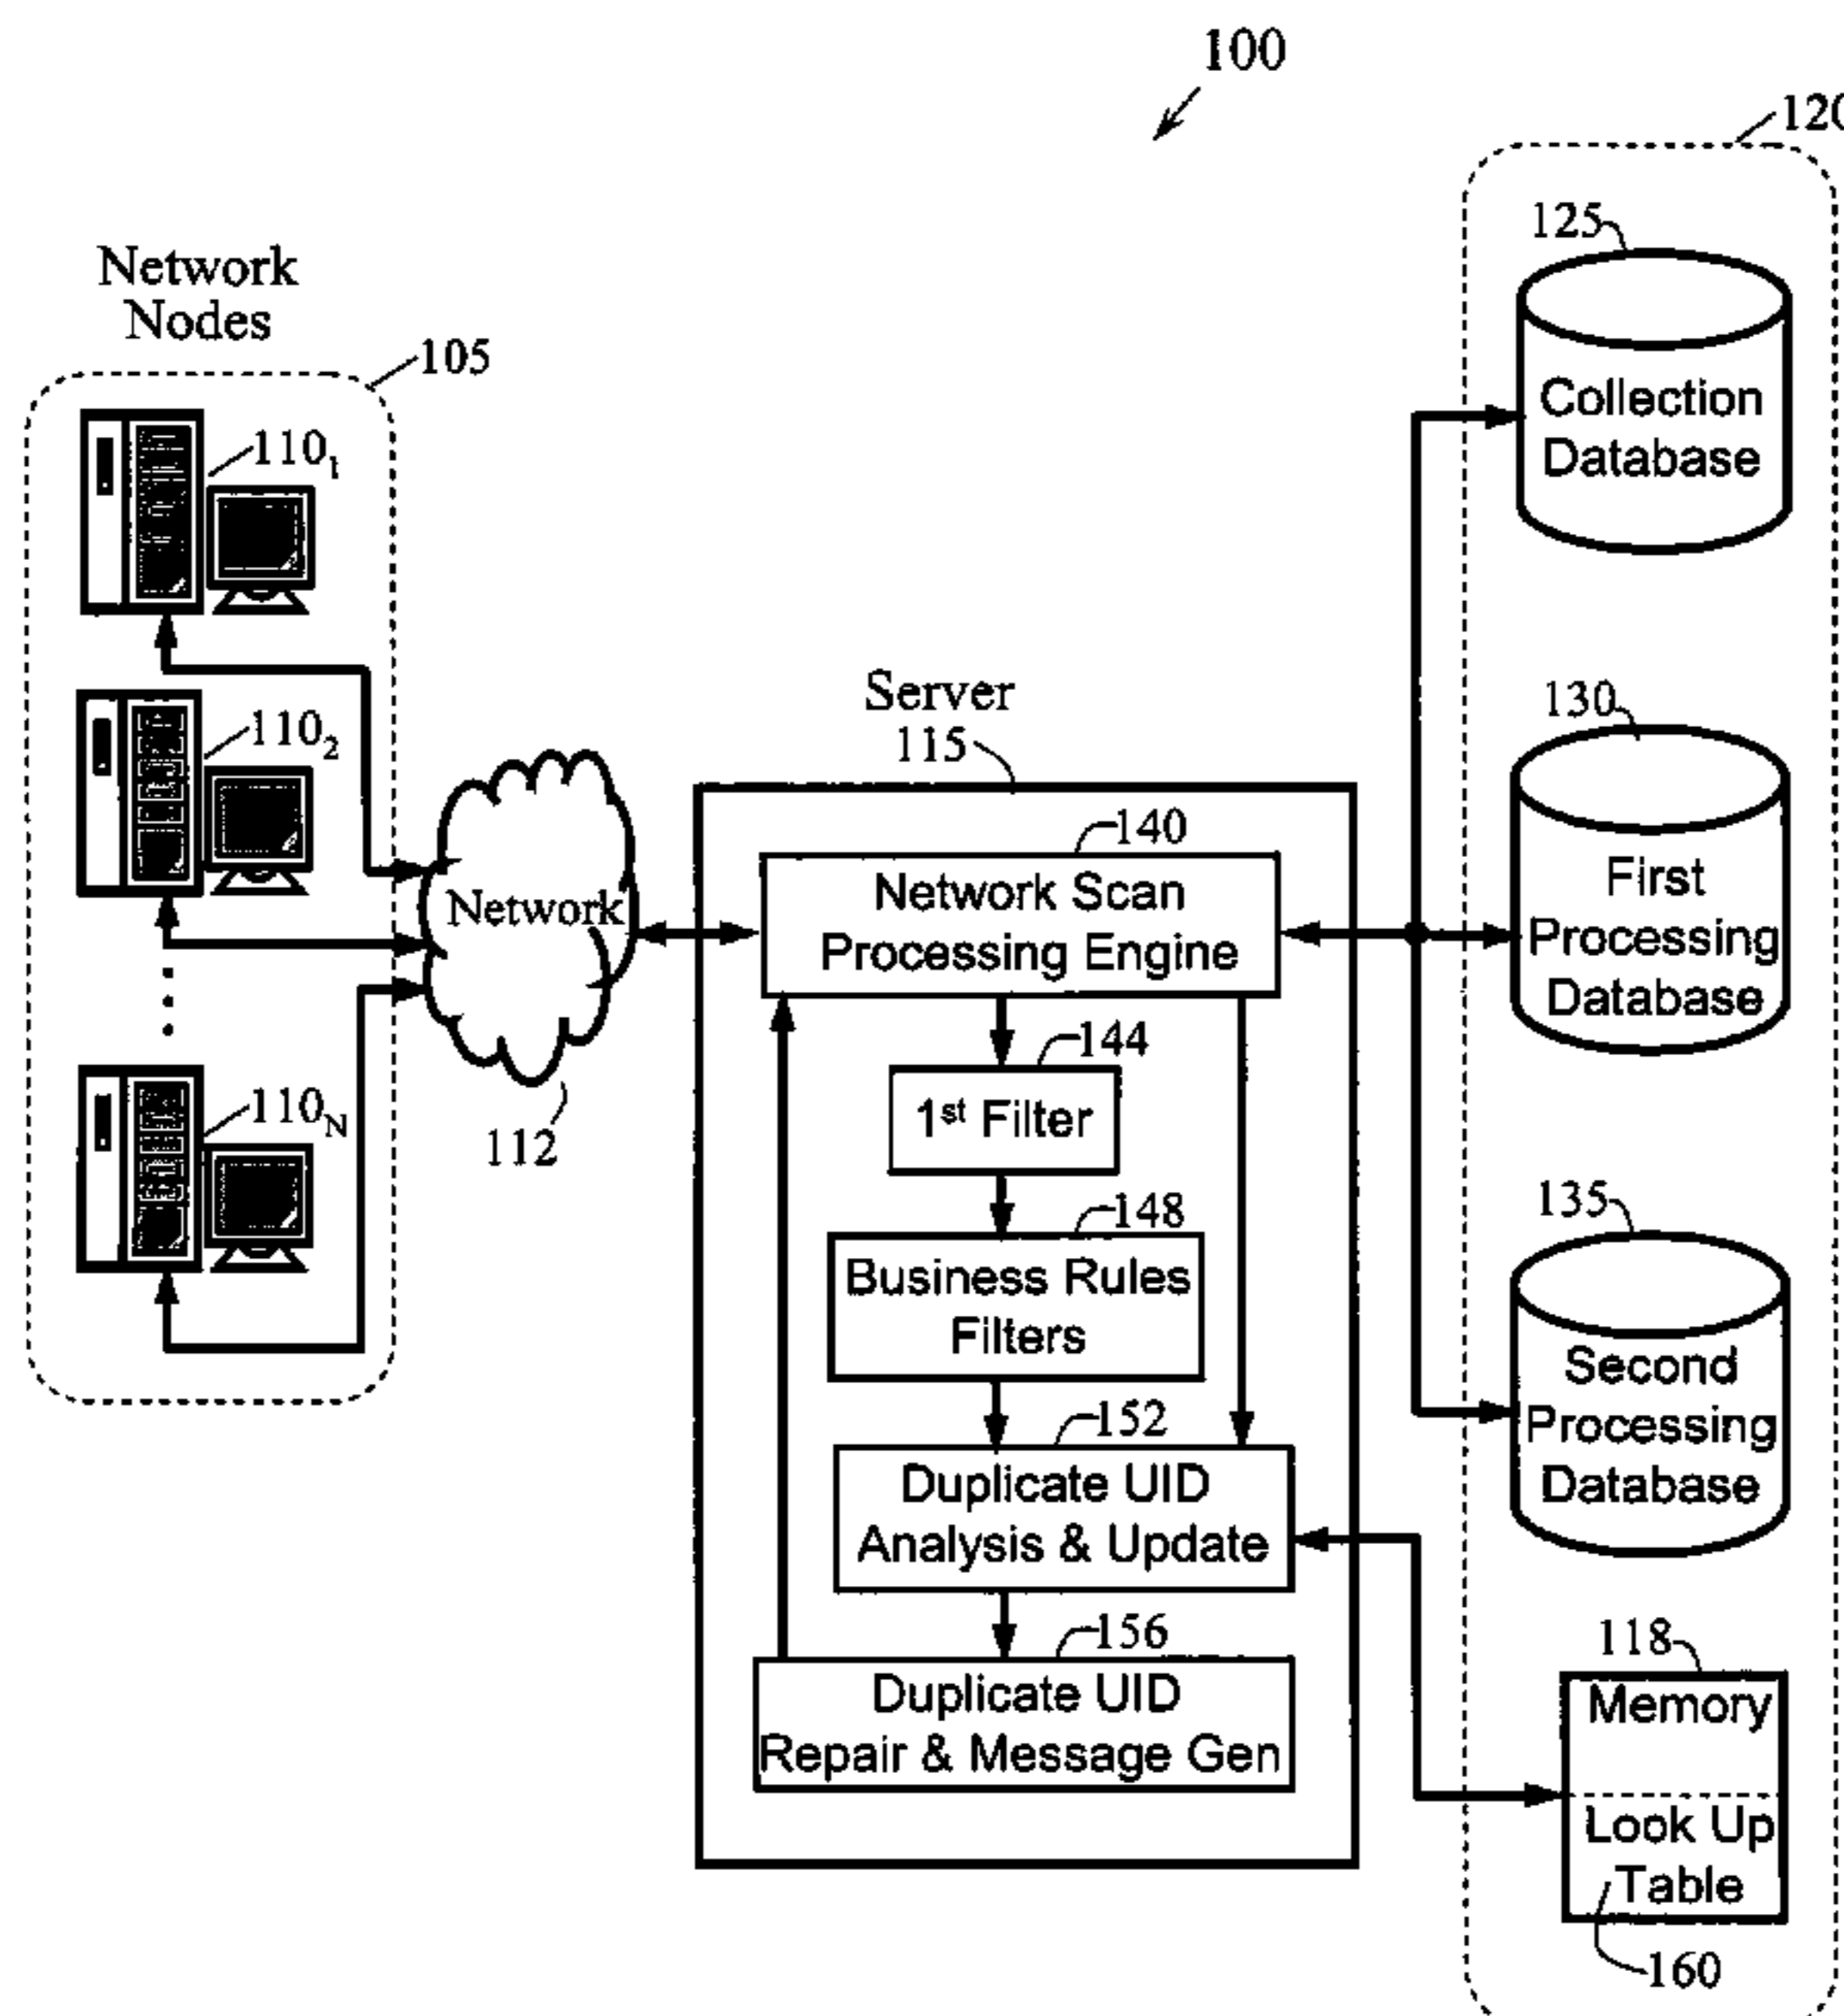 100
120
Network
Nodes
105
110₁
110₂
110N
Network
112
Server
115
140
Network Scan
Processing Engine
144
1st Filter
148
Business Rules
Filters
152
Duplicate UID
Analysis & Update
156
Duplicate UID
Repair & Message Gen
125
Collection
Database
130
First
Processing
Database
135
Second
Processing
Database
118
Memory
Look Up
Table
160